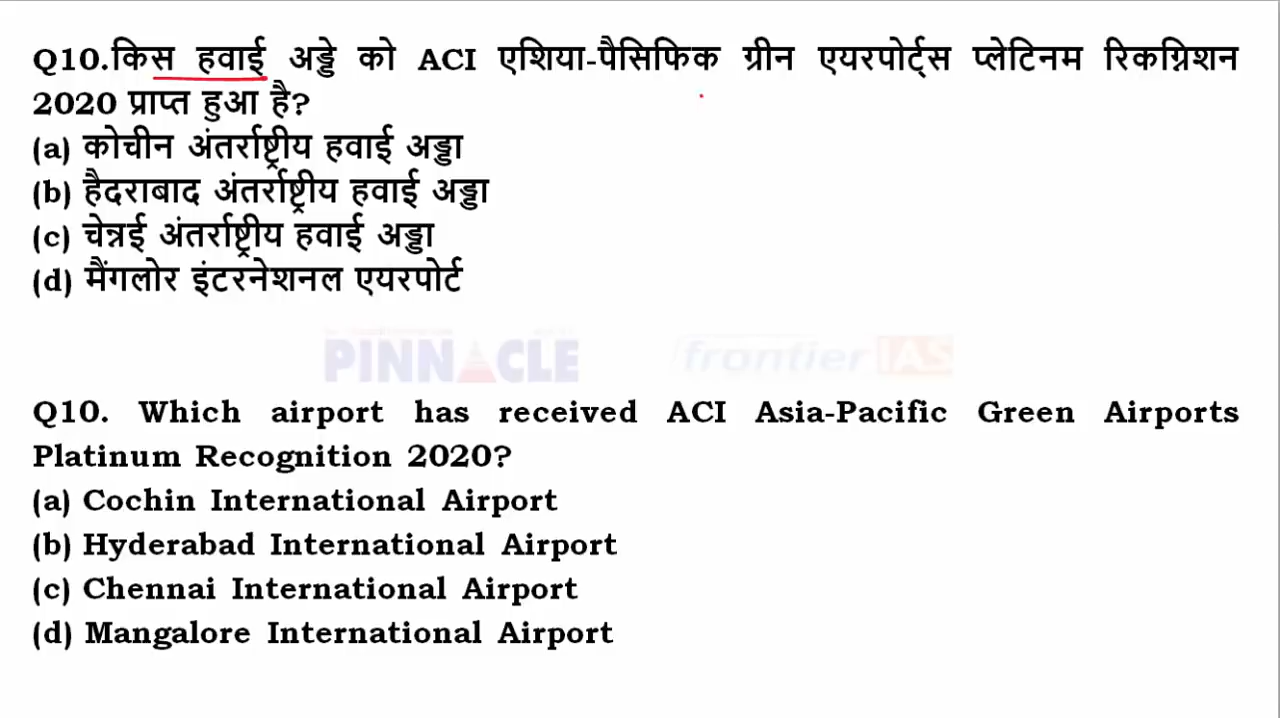 Q10.किस हवाई अड्डे को ACI एशिया-पैसिफिक ग्रीन एयरपोर्ट्स प्लेटिनम रिकग्निशन
2020 प्राप्त हुआ है?
(a) कोचीन अंतर्राष्ट्रीय हवाई अड्डा
(b) हैदराबाद अंतर्राष्ट्रीय हवाई अड्डा
(c) चेन्नई अंतर्राष्ट्रीय हवाई अड्डा
(d) मैंगलोर इंटरनेशनल एयरपोर्ट
PINNACLE frontier IAS
Q10. Which airport has received ACI Asia-Pacific Green Airports
Platinum Recognition 2020?
(a) Cochin International Airport
(b) Hyderabad International Airport
(c) Chennai International Airport
(d) Mangalore International Airport